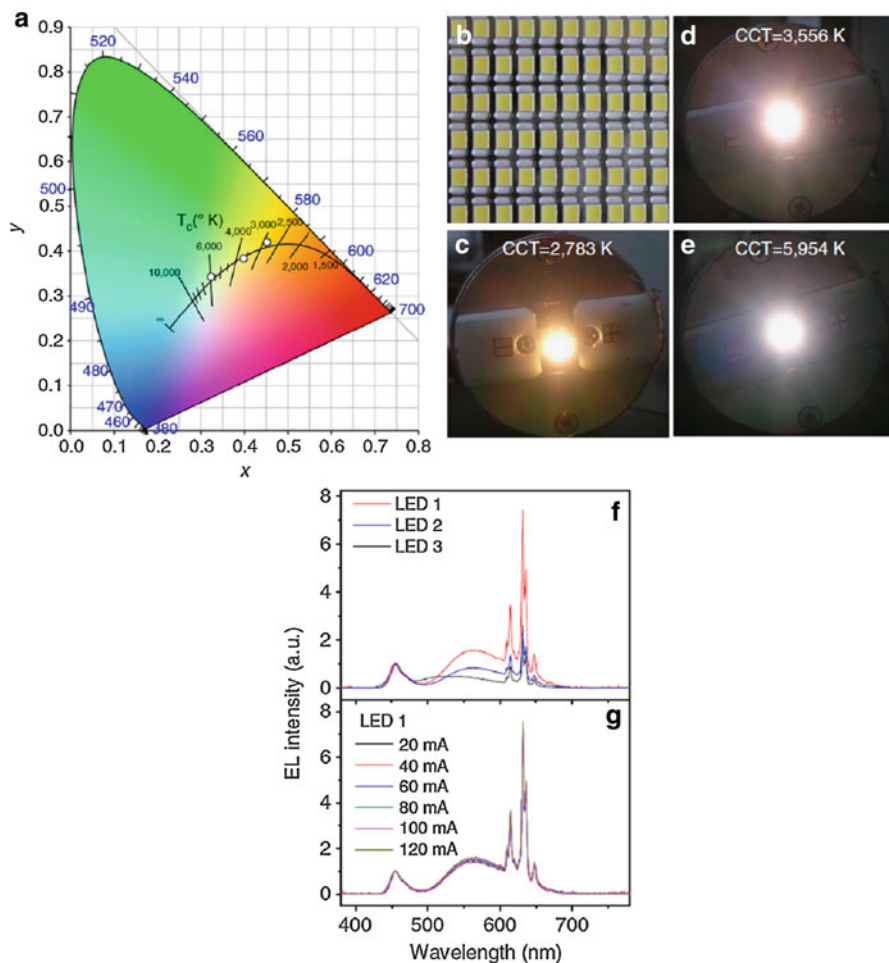 a
0.9
0.8
0.7
0.6
0.5
0.4
0.3
0.2
0.1
0.0
y
520
540
560
580
600
620
700
500
490
480
470
460
380
T_c(° K)
∞
10,000
6,000
4,000
3,000
2,500
2,000
1,500
0.0 0.1 0.2 0.3 0.4 0.5 0.6 0.7 0.8
x
b
d
CCT=3,556 K
c
CCT=2,783 K
e
CCT=5,954 K
f
LED 1
LED 2
LED 3
8
6
4
2
0
EL intensity (a.u.)
g
LED 1
20 mA
40 mA
60 mA
80 mA
100 mA
120 mA
8
6
4
2
0
400 500 600 700
Wavelength (nm)